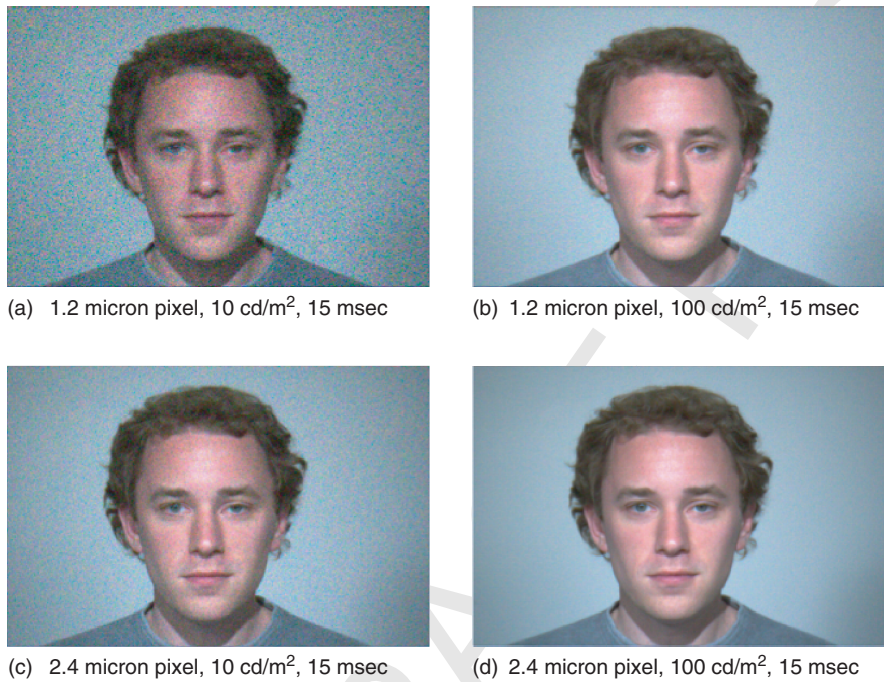 (a) 1.2 micron pixel, 10 cd/m², 15 msec
(b) 1.2 micron pixel, 100 cd/m², 15 msec
(c) 2.4 micron pixel, 10 cd/m², 15 msec
(d) 2.4 micron pixel, 100 cd/m², 15 msec